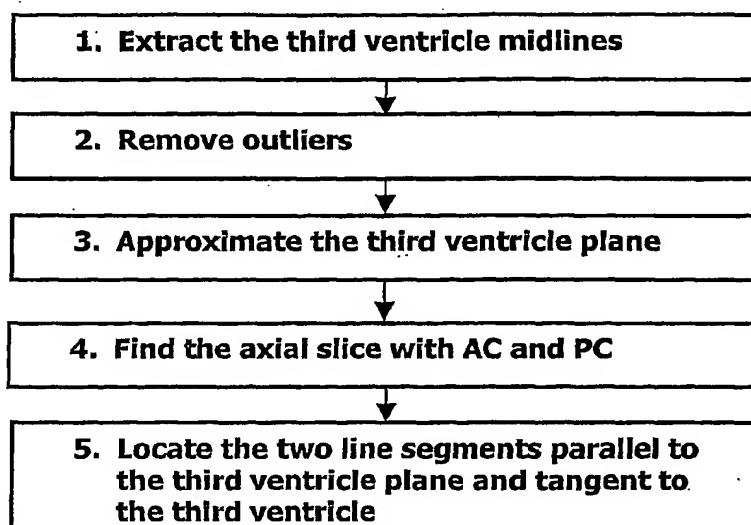 1. Extract the third ventricle midlines
2. Remove outliers
3. Approximate the third ventricle plane
4. Find the axial slice with AC and PC
5. Locate the two line segments parallel to
the third ventricle plane and tangent to
the third ventricle